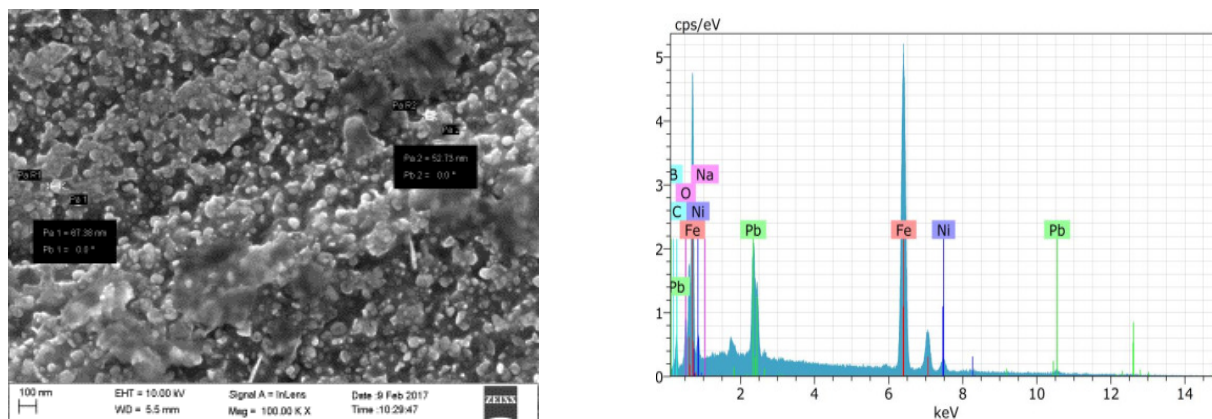 Pa R2
Pa 2
Pa 2 = 52.73 nm
Pb 2 = 0.0 °
Pa R1
Pa 1
Pa 1 = 67.38 nm
Pb 1 = 0.0 °
100 nm
EHT = 10.00 kV
WD = 5.5 mm
Signal A = InLens
Mag = 100.00 K X
Date :9 Feb 2017
Time :10:29:47
ZEISS
cps/eV
5
4
3
2
1
0
B
Na
O
C
Ni
Fe
Pb
Fe
Ni
Pb
Pb
2
4
6
8
10
12
14
keV